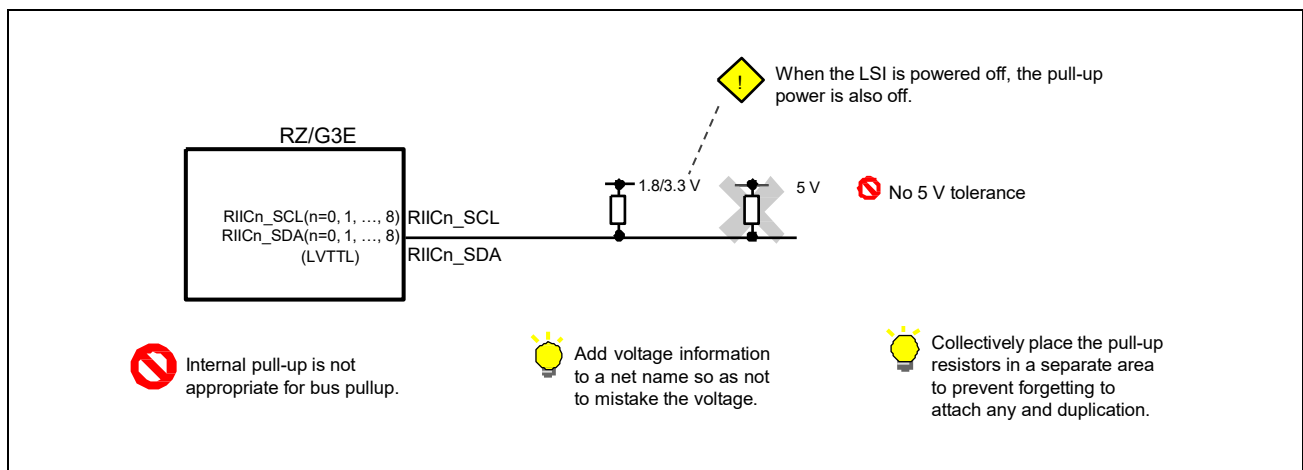 When the LSI is powered off, the pull-up
power is also off.
!
RZ/G3E
1.8/3.3 V
5 V
No 5 V tolerance
RIICn_SCL(n=0, 1, …, 8)
RIICn_SCL
RIICn_SDA(n=0, 1, …, 8)
(LVTTL)
RIICn_SDA
Internal pull-up is not
appropriate for bus pullup.
Add voltage information
to a net name so as not
to mistake the voltage.
Collectively place the pull-up
resistors in a separate area
to prevent forgetting to
attach any and duplication.